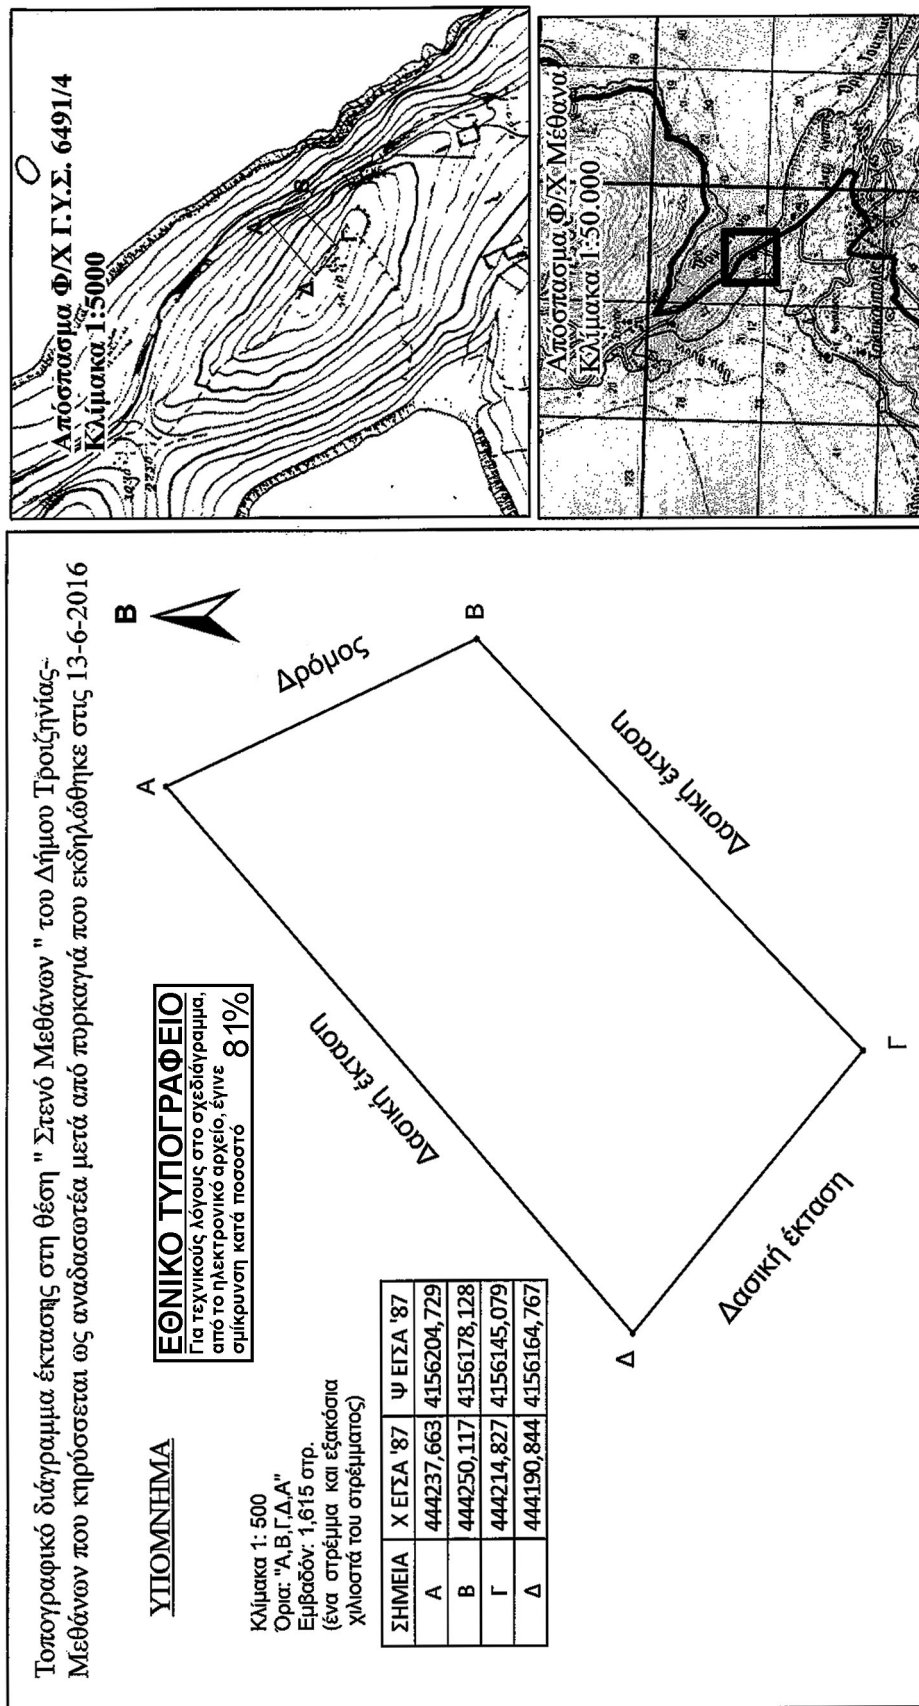 Τοπογραφικό διάγραμμα έκτασης στη θέση " Στενό Μεθάνων " του Δήμου Τροιζηνίας-
Μεθάνων που κηρύσσεται ως αναδασωτέα μετά από πυρκαγιά που εκδηλώθηκε στις 13-6-2016
ΥΠΟΜΝΗΜΑ
ΕΘΝΙΚΟ ΤΥΠΟΓΡΑΦΕΙΟ
Για τεχνικούς λόγους στο σχεδιάγραμμα,
από το ηλεκτρονικό αρχείο, έγινε
σμίκρυνση κατά ποσοστό 81%
Κλίμακα 1: 500
Όρια: "Α,Β,Γ,Δ,Α"
Εμβαδόν: 1,615 στρ.
(ένα στρέμμα και εξακόσια
χιλιοστά του στρέμματος)
ΣΗΜΕΙΑ Χ ΕΓΣΑ '87 Ψ ΕΓΣΑ '87
Α 444237,663 4156204,729
Β 444250,117 4156178,128
Γ 444214,827 4156145,079
Δ 444190,844 4156164,767
Β
Α
Δρόμος
Β
Δασική έκταση
Δασική έκταση
Δ
Δασική έκταση
Γ
Απόσπασμα Φ/Χ Γ.Υ.Σ. 6491/4
Κλίμακα 1:5000
Α
Β
Δ
Γ
Απόσπασμα Φ/Χ Μέθανα
Κλίμακα 1:50.000